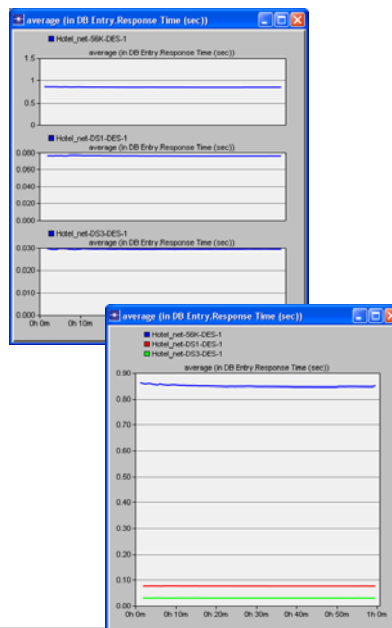 average (in DB Entry.Response Time (sec))
Hotel_net-56K-DES-1
average (in DB Entry.Response Time (sec))
1.5
1
0.5
0
Hotel_net-DS1-DES-1
average (in DB Entry.Response Time (sec))
0.080
0.060
0.040
0.020
0.000
Hotel_net-DS3-DES-1
average (in DB Entry.Response Time (sec))
0.030
0.020
0.010
0.000
0h 0m
0h 10m
average (in DB Entry.Response Time (sec))
Hotel_net-56K-DES-1
Hotel_net-DS1-DES-1
Hotel_net-DS3-DES-1
average (in DB Entry.Response Time (sec))
0.90
0.80
0.70
0.60
0.50
0.40
0.30
0.20
0.10
0.00
0h 0m 0h 10m 0h 20m 0h 30m 0h 40m 0h 50m 1h 0m